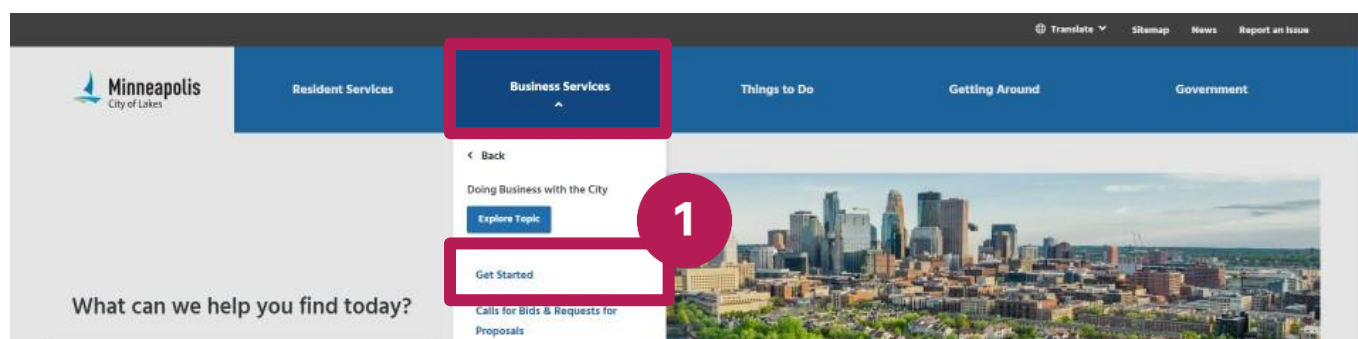 Translate
Sitemap
News
Report an Issue
Minneapolis
City of Lakes
Resident Services
Business Services
Things to Do
Getting Around
Government
Back
Doing Business with the City
Explore Topic
1
Get Started
What can we help you find today?
Calls for Bids & Requests for
Proposals